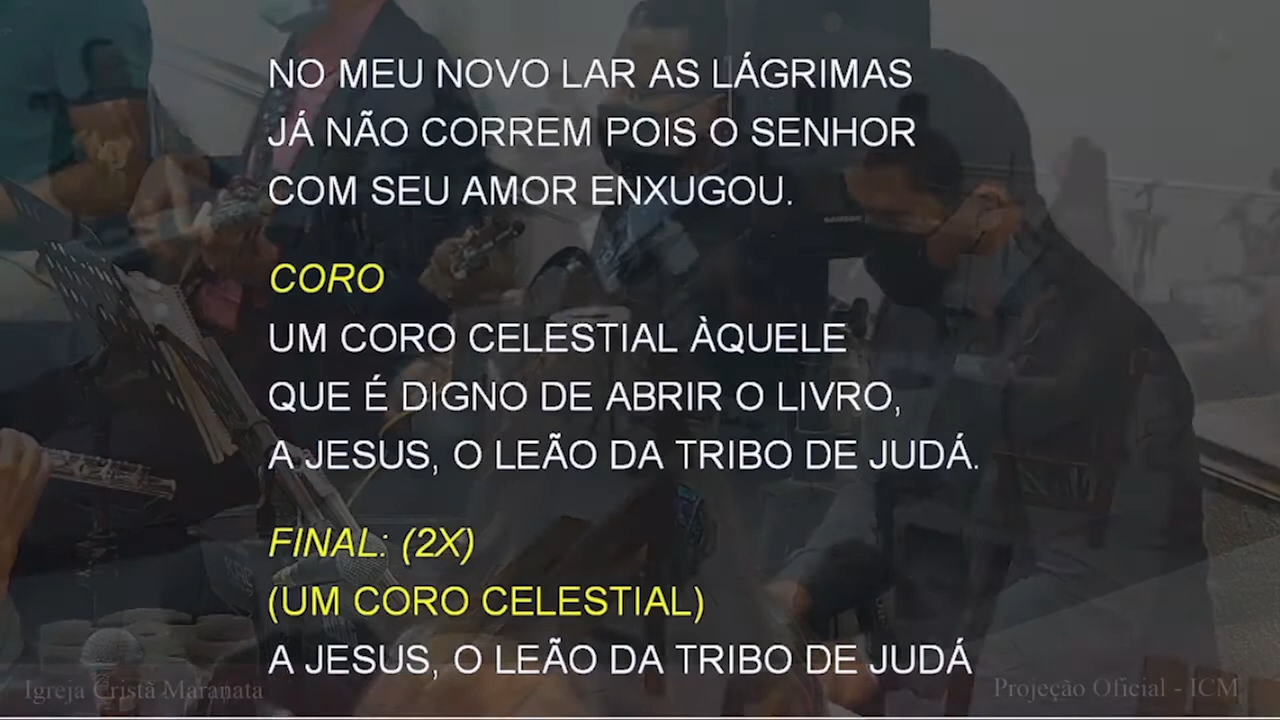 NO MEU NOVO LAR AS LÁGRIMAS
JÁ NÃO CORREM POIS O SENHOR
COM SEU AMOR ENXUGOU.
CORO
UM CORO CELESTIAL ÀQUELE
QUE É DIGNO DE ABRIR O LIVRO,
A JESUS, O LEÃO DA TRIBO DE JUDÁ.
FINAL: (2X)
(UM CORO CELESTIAL)
A JESUS, O LEÃO DA TRIBO DE JUDÁ
Igreja Cristã Maranata
Projeção Oficial - ICM